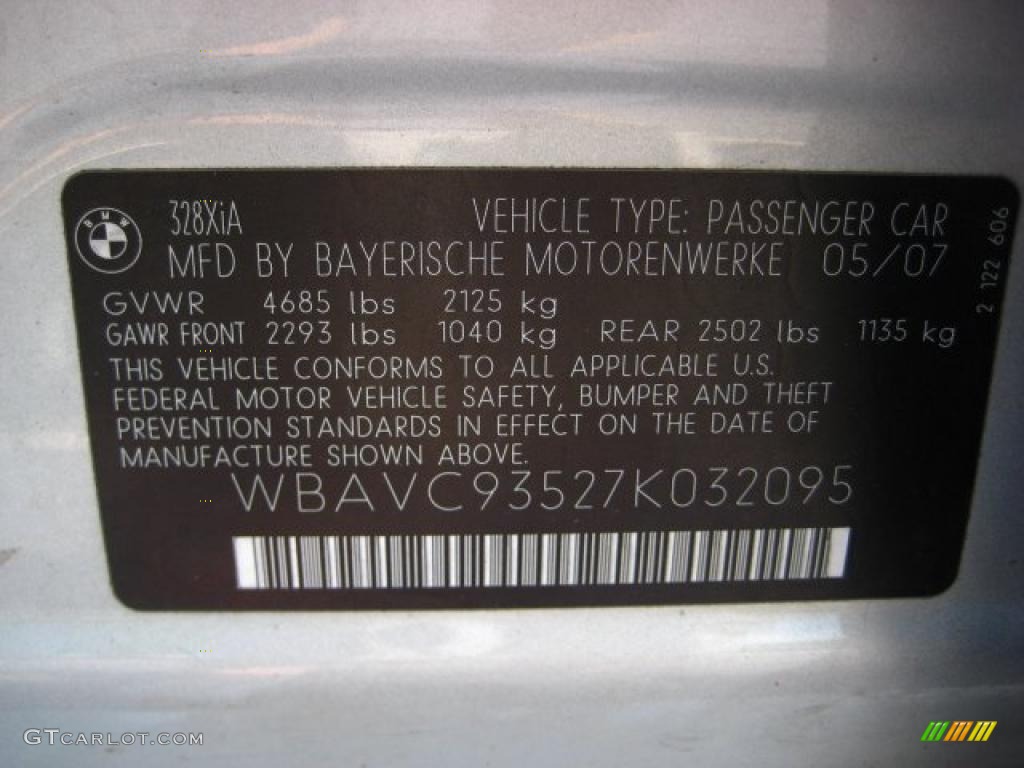 BMW
328XiA VEHICLE TYPE: PASSENGER CAR
MFD BY BAYERISCHE MOTORENWERKE 05/07
GVWR 4685 lbs 2125 kg
GAWR FRONT 2293 lbs 1040 kg REAR 2502 lbs 1135 kg
THIS VEHICLE CONFORMS TO ALL APPLICABLE U.S.
FEDERAL MOTOR VEHICLE SAFETY, BUMPER AND THEFT
PREVENTION STANDARDS IN EFFECT ON THE DATE OF
MANUFACTURE SHOWN ABOVE.
WBAVC93527K032095
2 122 606
GTCARLOT.COM